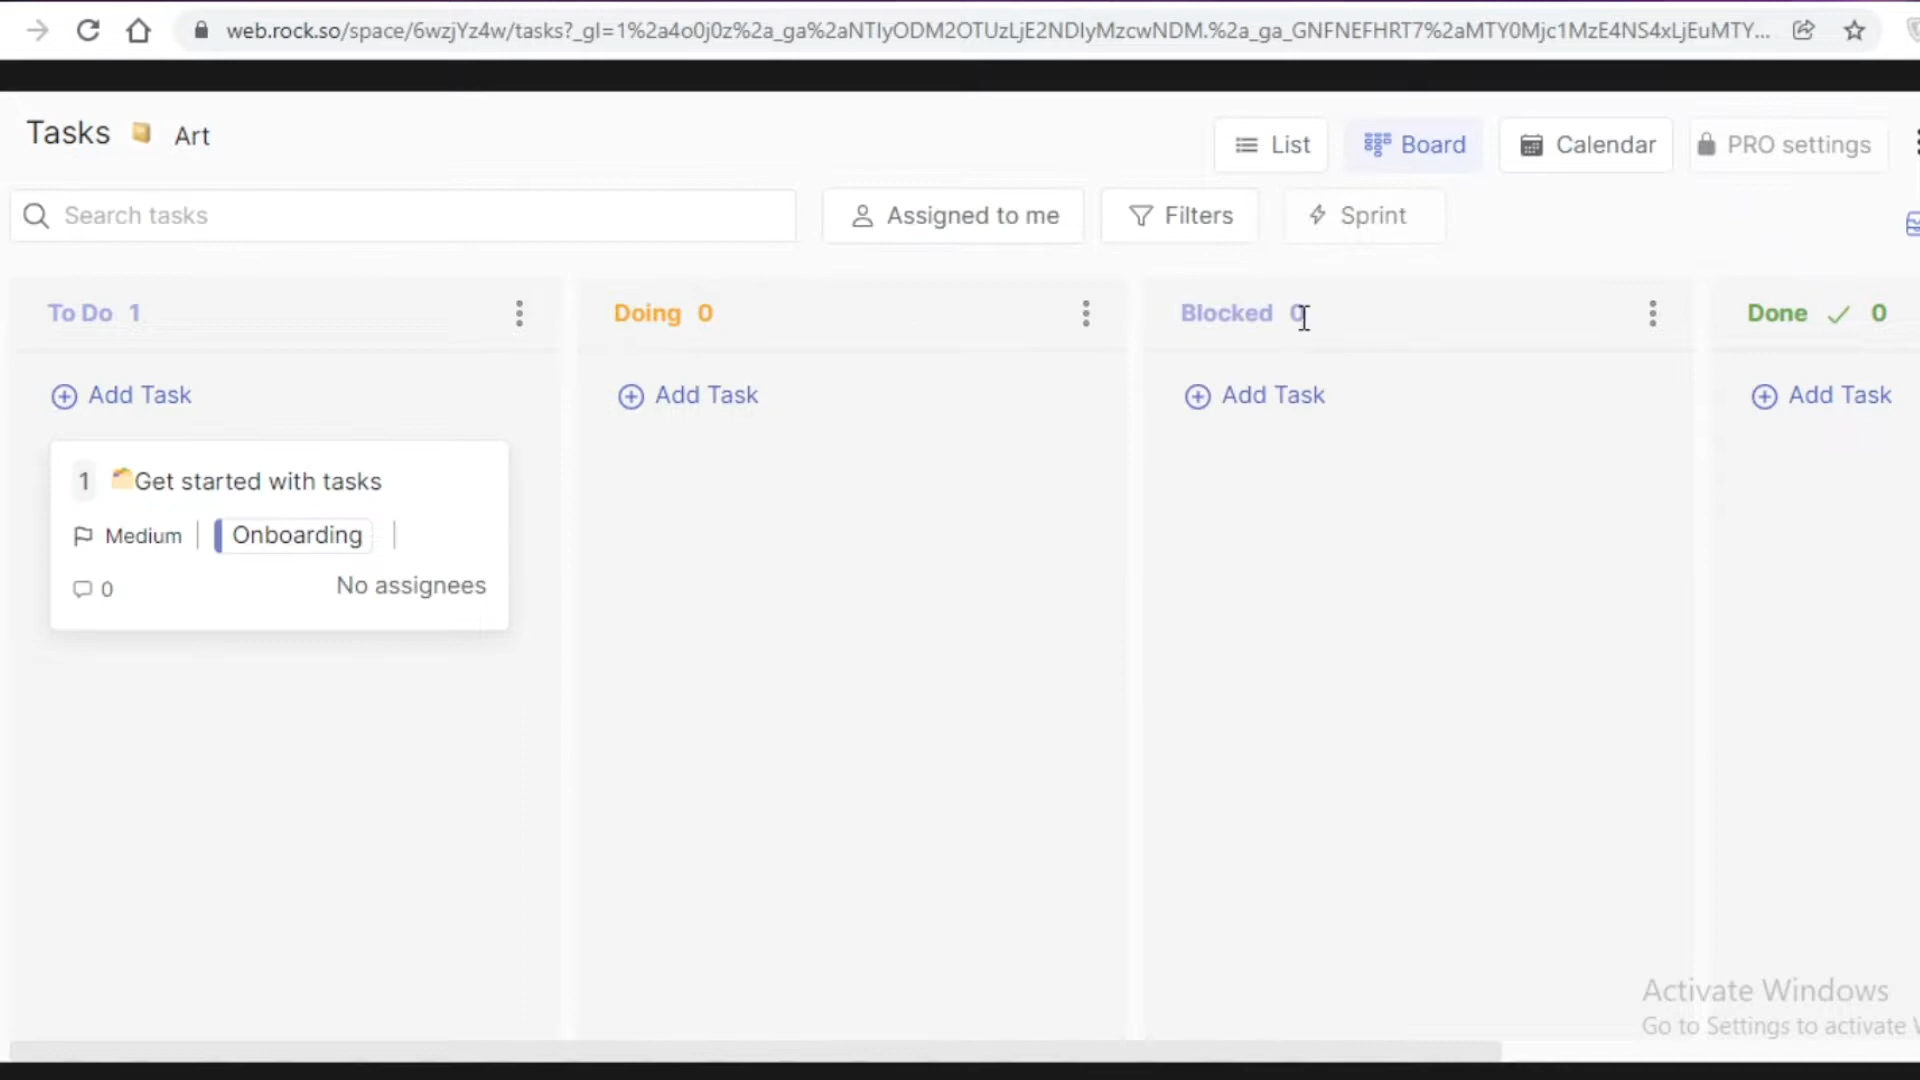 web.rock.so/space/6wzjYz4w/tasks?_gl=1%2a4o0j0z%2a_ga%2aNTIyODM2OTUzLjE2NDIyMzcwNDM.%2a_ga_GNFNEFHRT7%2aMTY0Mjc1MzE4NS4xLjEuMTY...
Tasks Art
List Board Calendar PRO settings
Search tasks Assigned to me Filters Sprint
To Do 1 Doing 0 Blocked 0 Done 0
Add Task Add Task Add Task Add Task
1 Get started with tasks
Medium Onboarding
0 No assignees
Activate Windows
Go to Settings to activate